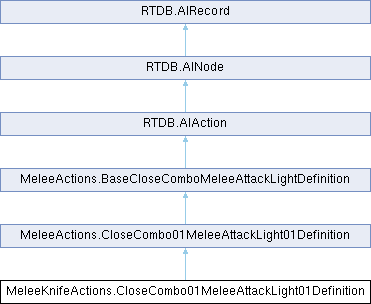 RTDB.AIRecord
RTDB.AINode
RTDB.AIAction
MeleeActions.BaseCloseComboMeleeAttackLightDefinition
MeleeActions.CloseCombo01MeleeAttackLight01Definition
MeleeKnifeActions.CloseCombo01MeleeAttackLight01Definition